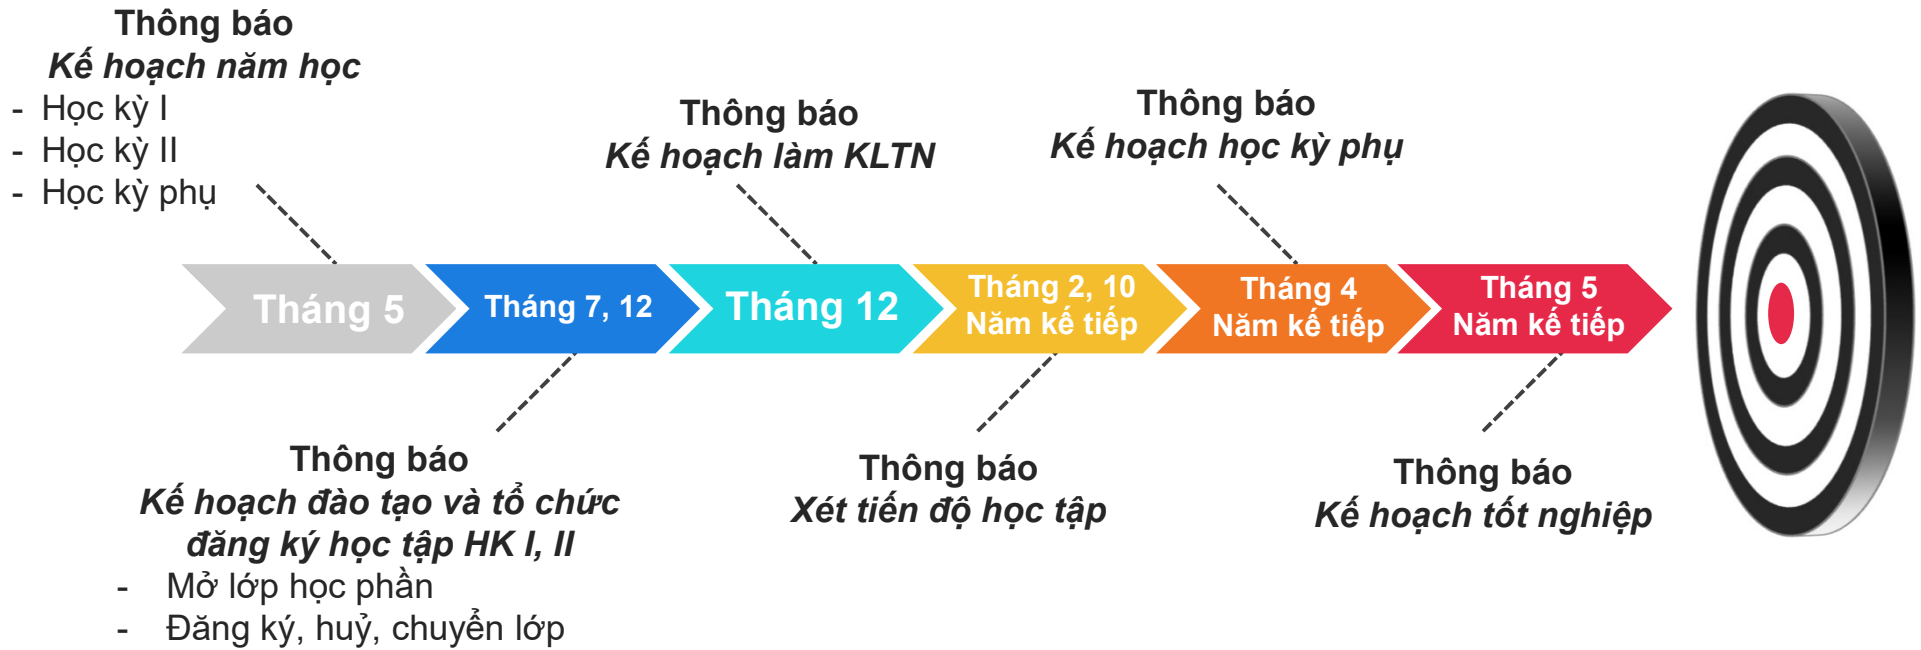 Thông báo
Kế hoạch năm học
- Học kỳ I
- Học kỳ II
- Học kỳ phụ
Thông báo
Kế hoạch làm KLTN
Thông báo
Kế hoạch học kỳ phụ
Tháng 5
Tháng 7, 12
Tháng 12
Tháng 2, 10
Năm kế tiếp
Tháng 4
Năm kế tiếp
Tháng 5
Năm kế tiếp
Thông báo
Kế hoạch đào tạo và tổ chức
đăng ký học tập HK I, II
- Mở lớp học phần
- Đăng ký, huỷ, chuyển lớp
Thông báo
Xét tiến độ học tập
Thông báo
Kế hoạch tốt nghiệp